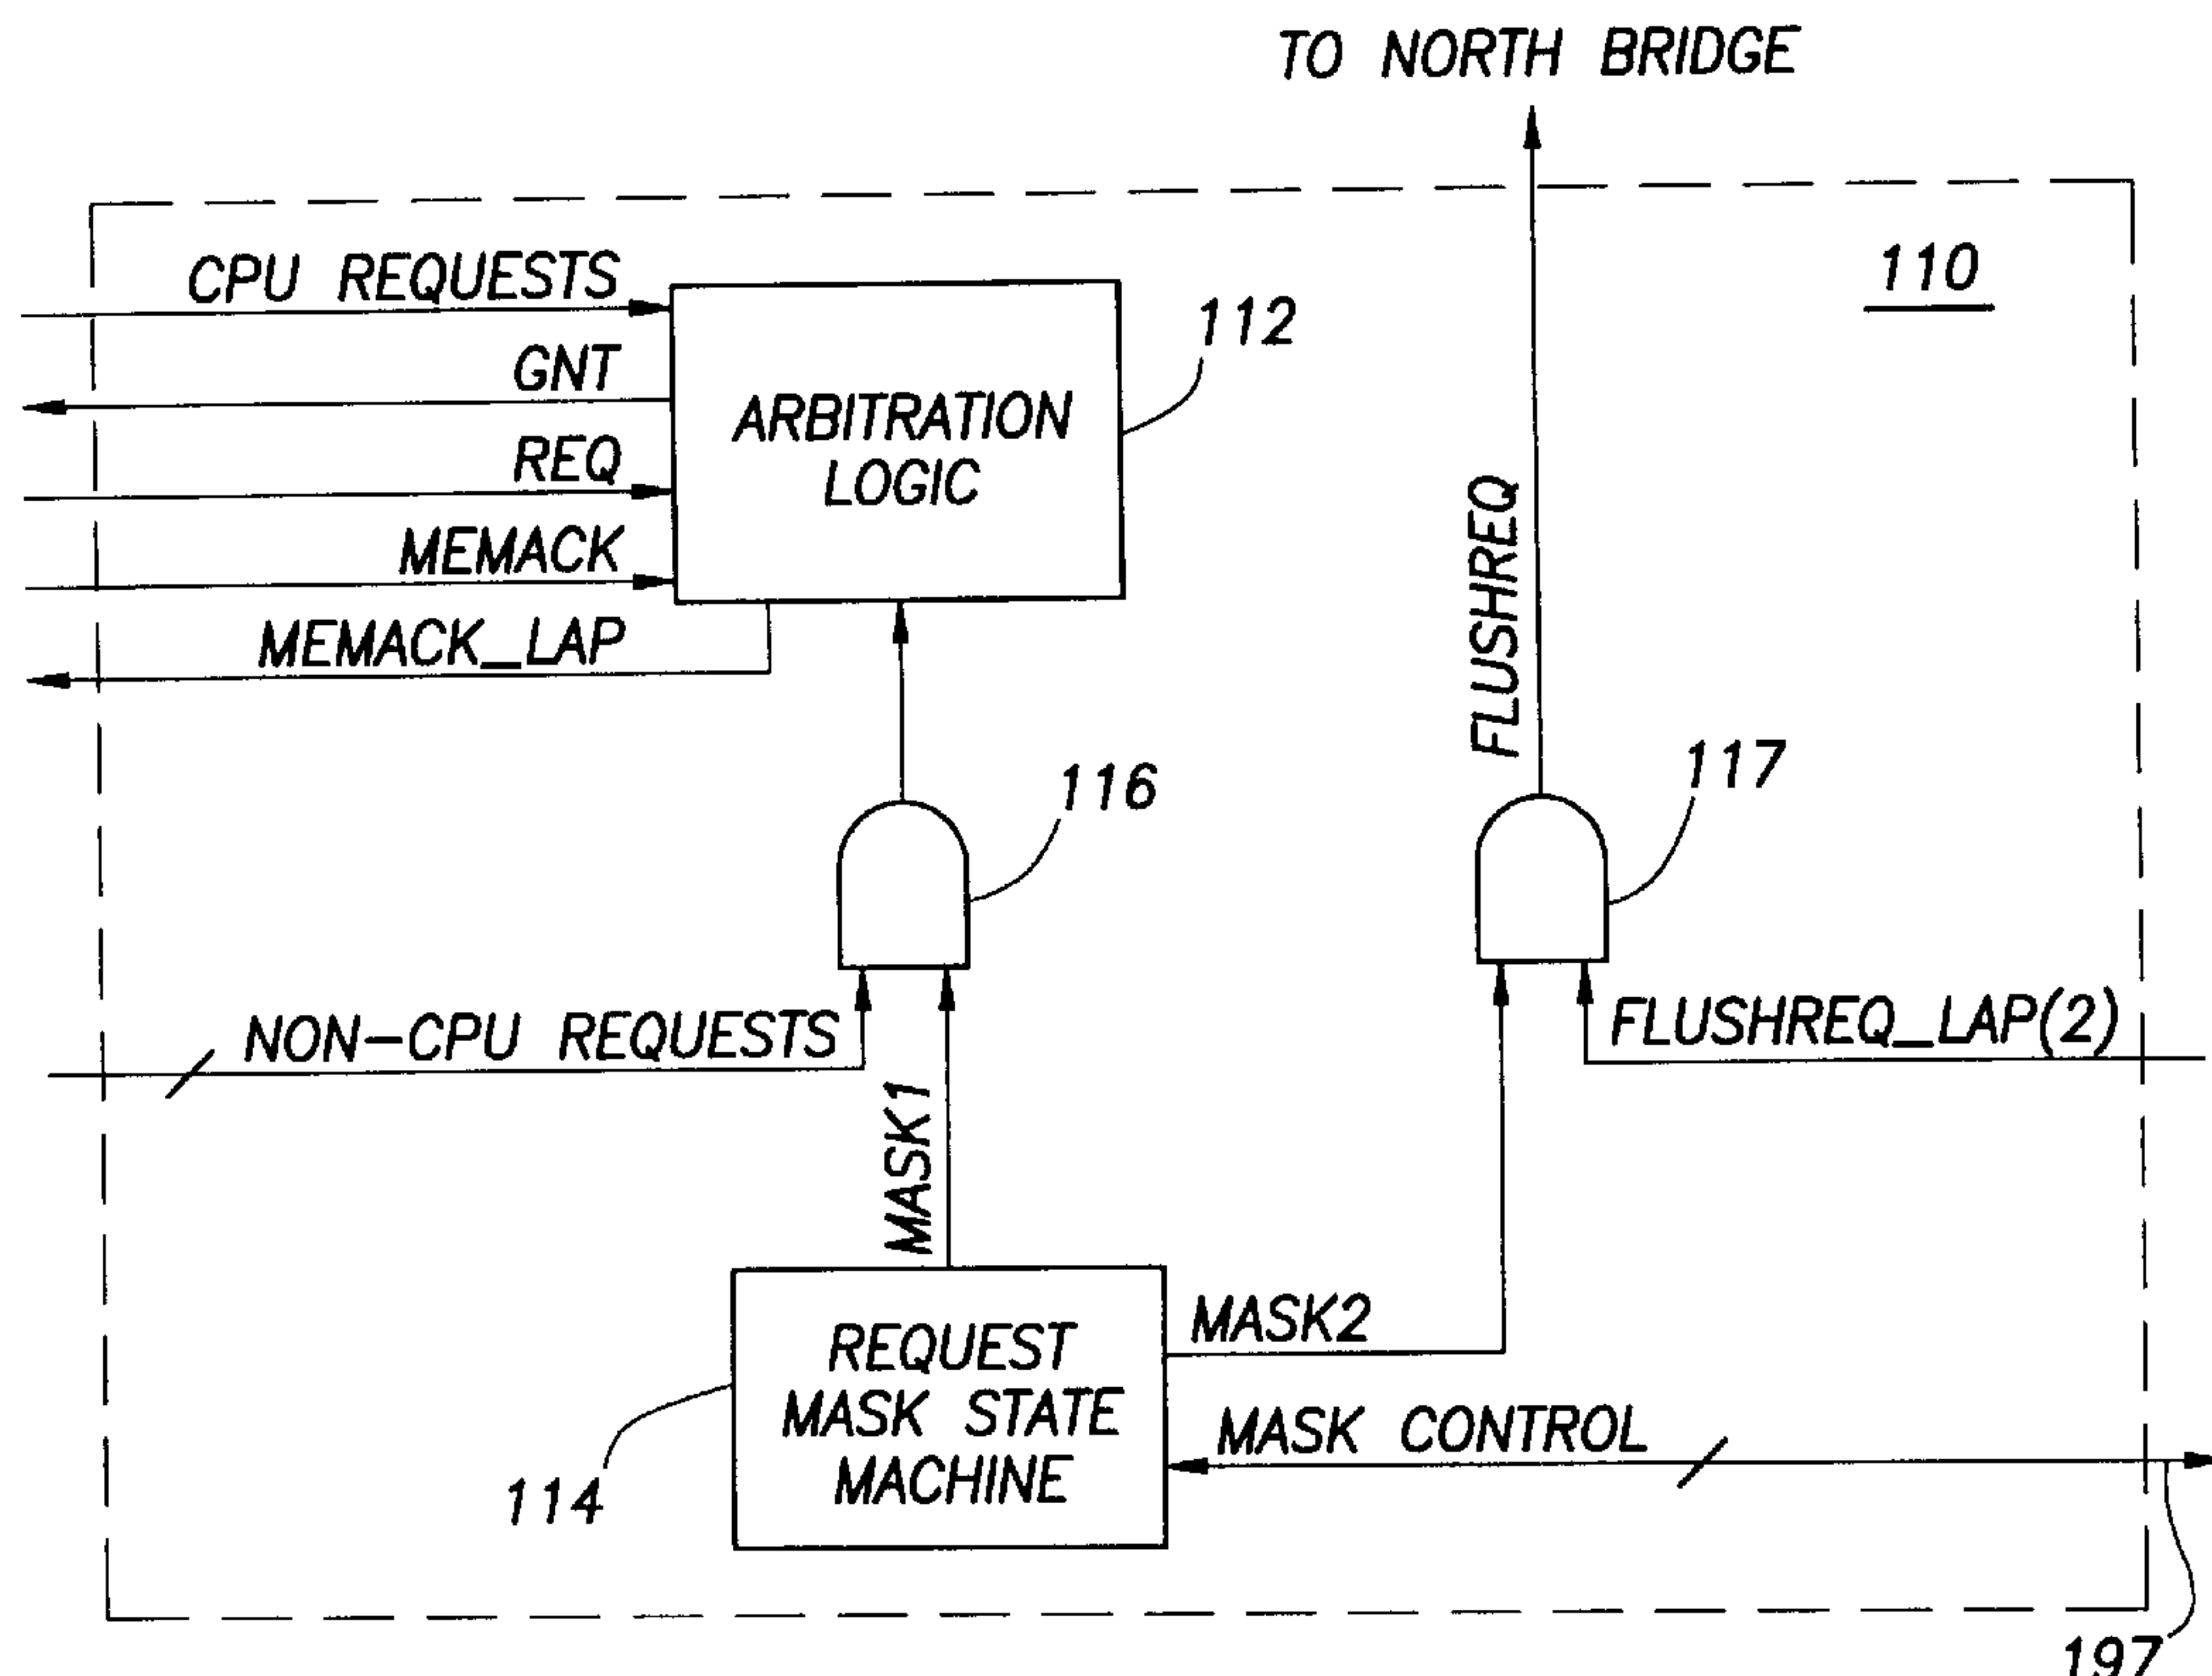 TO NORTH BRIDGE
110
CPU REQUESTS
GNT
REQ
MEMACK
MEMACK_LAP
ARBITRATION
LOGIC
112
FLUSHREQ
116
117
NON-CPU REQUESTS
FLUSHREQ_LAP(2)
MASK1
MASK2
REQUEST
MASK STATE
MACHINE
MASK CONTROL
114
197